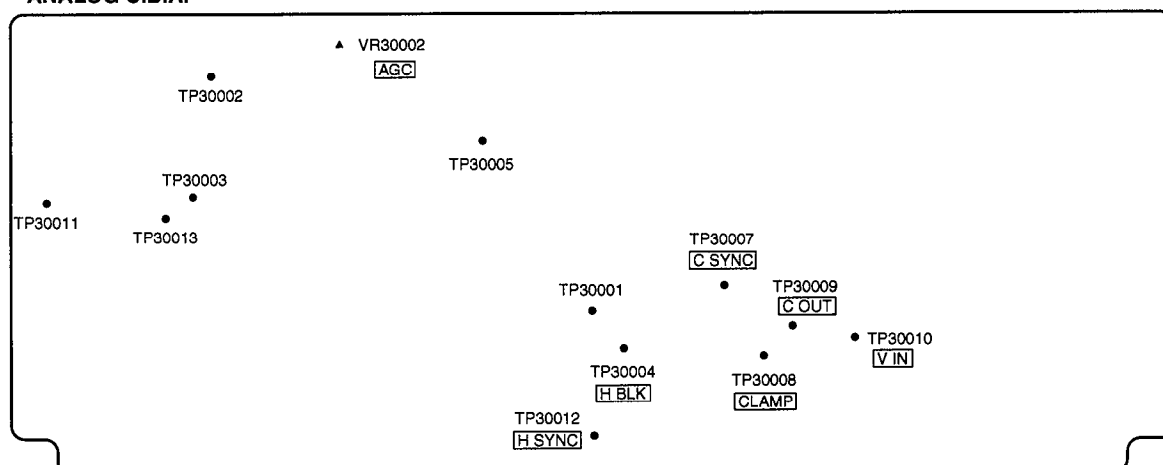 VR30002
AGC
TP30002
TP30005
TP30003
TP30011
TP30013
TP30007
C SYNC
TP30001
TP30009
C OUT
TP30010
V IN
TP30004
H BLK
TP30008
CLAMP
TP30012
H SYNC